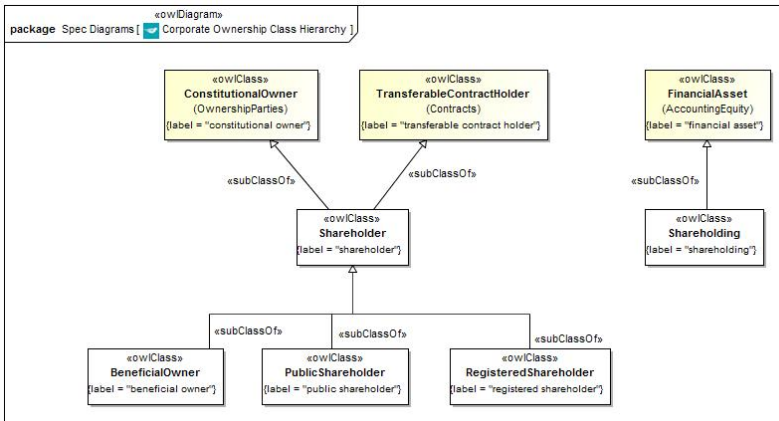 «owlDiagram»
package Spec Diagrams [ Corporate Ownership Class Hierarchy ]
«owlClass»
ConstitutionalOwner
(OwnershipParties)
{label = "constitutional owner"}
«owlClass»
TransferableContractHolder
(Contracts)
{label = "transferable contract holder"}
«owlClass»
FinancialAsset
(AccountingEquity)
{label = "financial asset"}
«subClassOf»
«subClassOf»
«subClassOf»
«owlClass»
Shareholder
{label = "shareholder"}
«owlClass»
Shareholding
{label = "shareholding"}
«subClassOf»
«subClassOf»
«subClassOf»
«owlClass»
BeneficialOwner
{label = "beneficial owner"}
«owlClass»
PublicShareholder
{label = "public shareholder"}
«owlClass»
RegisteredShareholder
{label = "registered shareholder"}